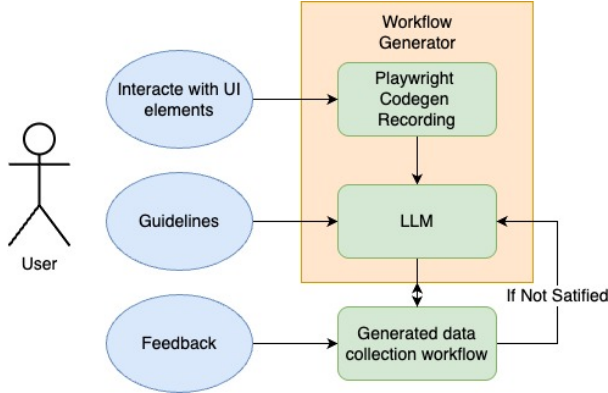 Workflow
Generator
Interacte with UI
elements
Playwright
Codegen
Recording
Guidelines
LLM
User
If Not Satified
Feedback
Generated data
collection workflow